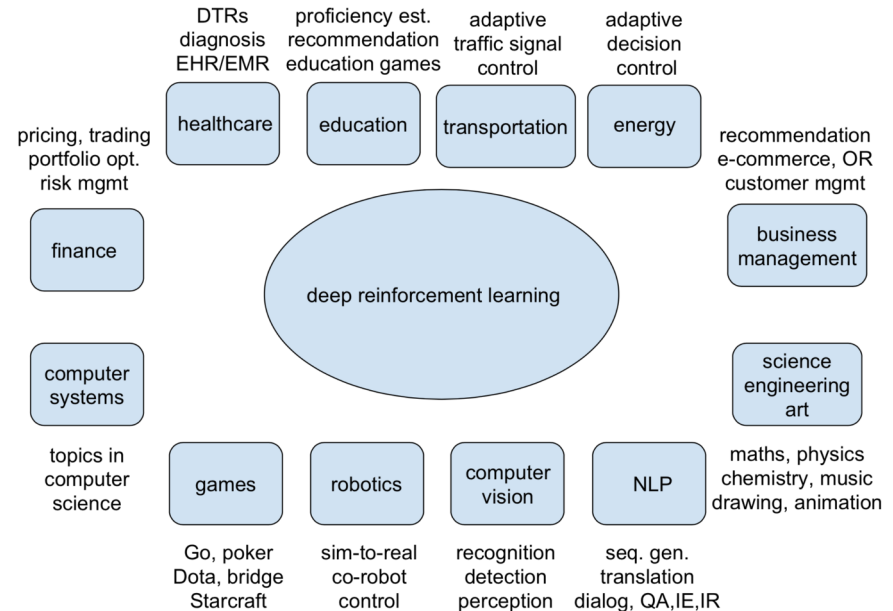 DTRs
diagnosis
EHR/EMR
proficiency est.
recommendation
education games
adaptive
traffic signal
control
adaptive
decision
control
healthcare
education
transportation
energy
pricing, trading
portfolio opt.
risk mgmt
recommendation
e-commerce, OR
customer mgmt
finance
business
management
deep reinforcement learning
computer
systems
science
engineering
art
topics in
computer
science
games
robotics
computer
vision
NLP
maths, physics
chemistry, music
drawing, animation
Go, poker
Dota, bridge
Starcraft
sim-to-real
co-robot
control
recognition
detection
perception
seq. gen.
translation
dialog, QA,IE,IR